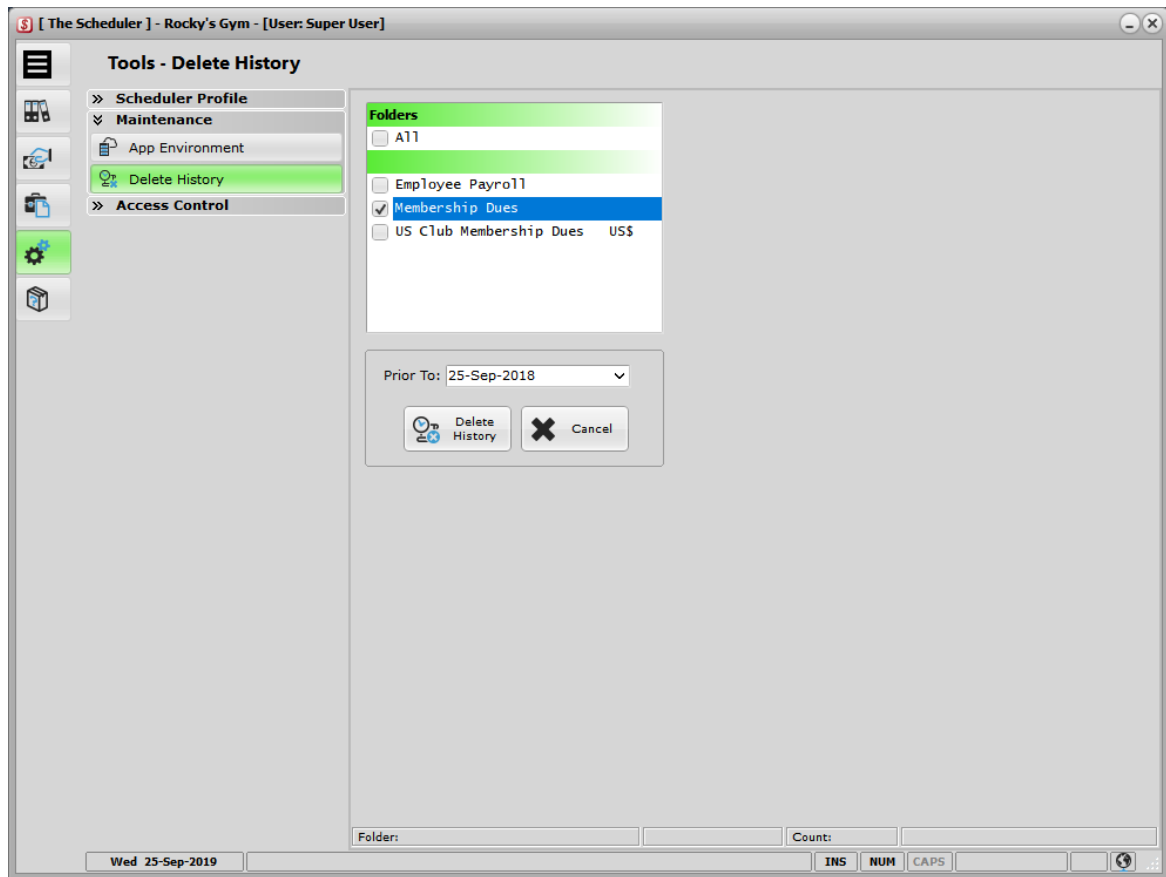 [ The Scheduler ] - Rocky's Gym - [User: Super User]
Tools - Delete History
Scheduler Profile
Maintenance
App Environment
Delete History
Access Control
Folders
All
Employee Payroll
Membership Dues
US Club Membership Dues US$
Prior To: 25-Sep-2018
Delete
History
Cancel
Folder:
Count:
Wed 25-Sep-2019
INS
NUM
CAPS